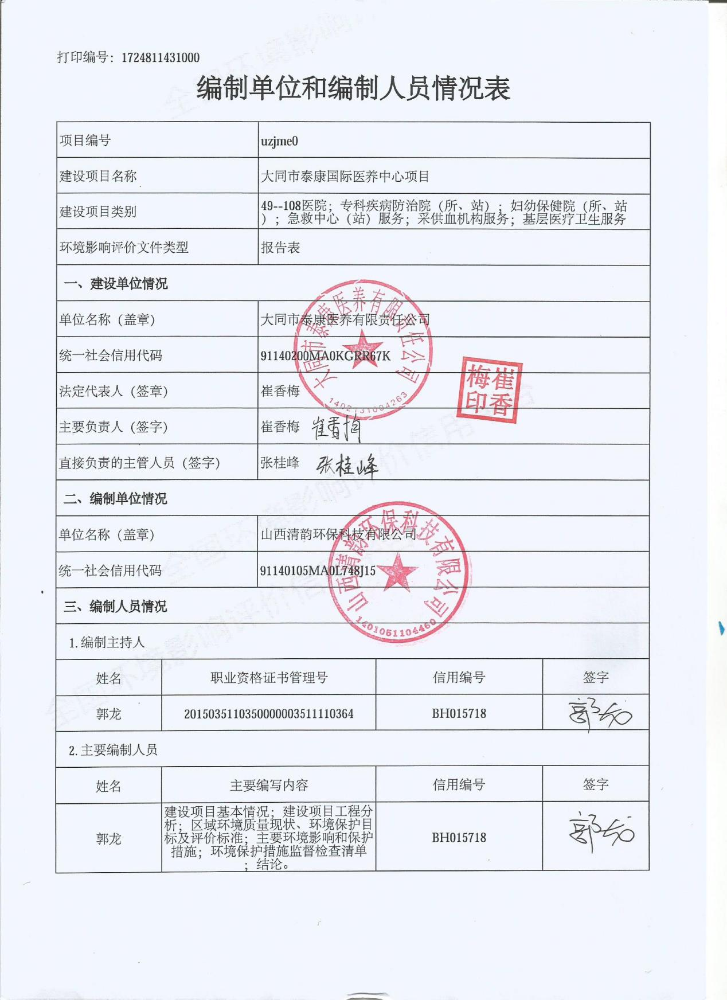 打印编号：1724811431000
编制单位和编制人员情况表
项目编号 uzjme0
建设项目名称 大同市泰康国际医养中心项目
建设项目类别 49--108医院；专科疾病防治院（所、站）；妇幼保健院（所、站
）；急救中心（站）服务；采供血机构服务；基层医疗卫生服务
环境影响评价文件类型 报告表
一、建设单位情况
单位名称（盖章） 大同市泰康医养有限责任公司
统一社会信用代码 91140200MA0KGRR67K
法定代表人（签章） 崔香梅
主要负责人（签字） 崔香梅 崔香梅
直接负责的主管人员（签字） 张桂峰 张桂峰
大同市泰康医养有限责任公司
1402131004263
崔香梅印
二、编制单位情况
单位名称（盖章） 山西清韵环保科技有限公司
统一社会信用代码 91140105MA0L748J15
山西清韵环保科技有限公司
1401051104460
三、编制人员情况
1.编制主持人
姓名 职业资格证书管理号 信用编号 签字
郭龙 2015035110350000003511110364 BH015718 郭龙
2.主要编制人员
姓名 主要编写内容 信用编号 签字
郭龙 建设项目基本情况；建设项目工程分
析；区域环境质量现状、环境保护目
标及评价标准；主要环境影响和保护
措施；环境保护措施监督检查清单
；结论。 BH015718 郭龙